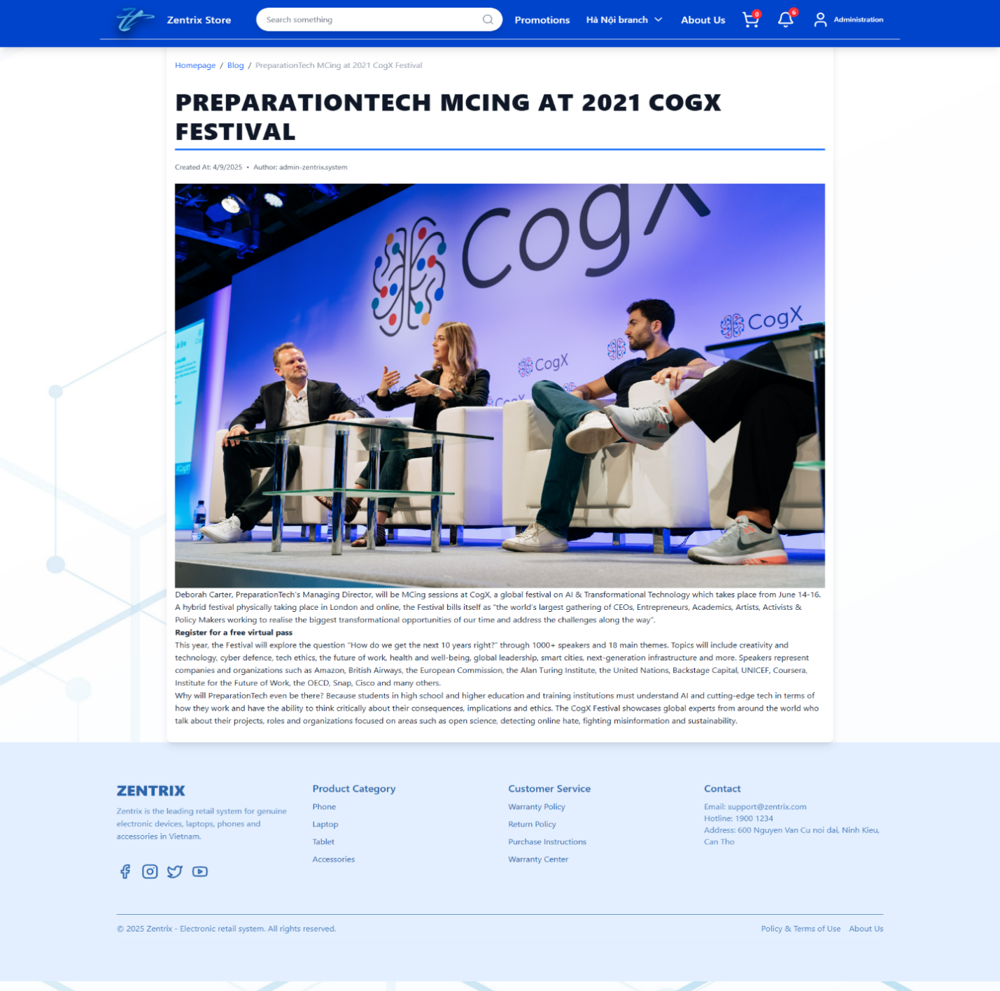 Zentrix Store
Search something
Promotions
Hà Nội branch
About Us
0
6
Administration
Homepage / Blog / PreparationTech MCing at 2021 CogX Festival
PREPARATIONTECH MCING AT 2021 COGX
FESTIVAL
Created At: 4/9/2025 • Author: admin-zentrix.system
CogX
CogX
CogX
CogX
Deborah Carter, PreparationTech's Managing Director, will be MCing sessions at CogX, a global festival on AI & Transformational Technology which takes place from June 14-16.
A hybrid festival physically taking place in London and online, the Festival bills itself as “the world’s largest gathering of CEOs, Entrepreneurs, Academics, Artists, Activists &
Policy Makers working to realise the biggest transformational opportunities of our time and address the challenges along the way”.
Register for a free virtual pass
This year, the Festival will explore the question “How do we get the next 10 years right?” through 1000+ speakers and 18 main themes. Topics will include creativity and
technology, cyber defence, tech ethics, the future of work, health and well-being, global leadership, smart cities, next-generation infrastructure and more. Speakers represent
companies and organizations such as Amazon, British Airways, the European Commission, the Alan Turing Institute, the United Nations, Backstage Capital, UNICEF, Coursera,
Institute for the Future of Work, the OECD, Snap, Cisco and many others.
Why will PreparationTech even be there? Because students in high school and higher education and training institutions must understand AI and cutting-edge tech in terms of
how they work and have the ability to think critically about their consequences, implications and ethics. The CogX Festival showcases global experts from around the world who
talk about their projects, roles and organizations focused on areas such as open science, detecting online hate, fighting misinformation and sustainability.
ZENTRIX
Zentrix is the leading retail system for genuine
electronic devices, laptops, phones and
accessories in Vietnam.
Product Category
Phone
Laptop
Tablet
Accessories
Customer Service
Warranty Policy
Return Policy
Purchase Instructions
Warranty Center
Contact
Email: support@zentrix.com
Hotline: 1900 1234
Address: 600 Nguyen Van Cu noi dai, Ninh Kieu,
Can Tho
© 2025 Zentrix - Electronic retail system. All rights reserved.
Policy & Terms of Use
About Us